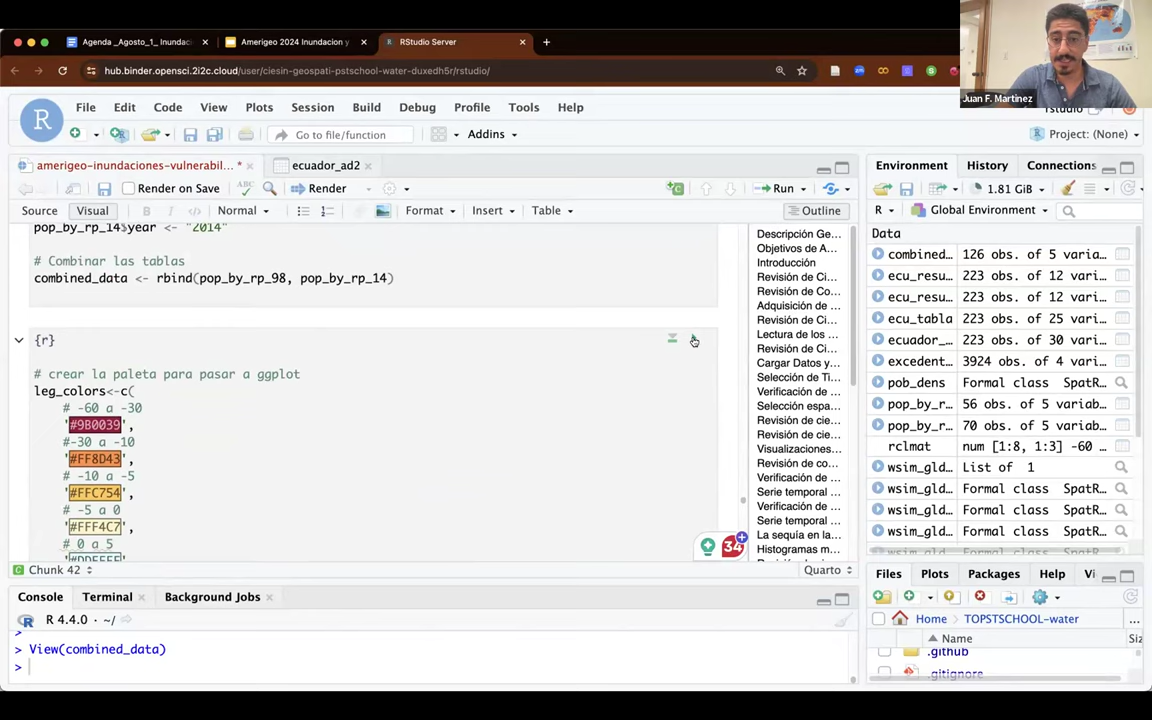 Agenda _Agosto_1_ Inundac
Amerigeo 2024 Inundacion y
RStudio Server
hub.binder.opensci.2i2c.cloud/user/ciesin-geospati-pstschool-water-duxedh5r/rstudio/
Juan F. Martinez
File Edit Code View Plots Session Build Debug Profile Tools Help
Go to file/function
Addins
Project: (None)
amerigeo-inundaciones-vulnerabil...*
ecuador_ad2
Render on Save
Render
Run
Source Visual
Normal
Format
Insert
Table
Outline
pop_by_rp_14$year <- "2014"
# Combinar las tablas
combined_data <- rbind(pop_by_rp_98, pop_by_rp_14)
{r}
# crear la paleta para pasar a ggplot
leg_colors<-c(
# -60 a -30
'#9B0039',
#-30 a -10
'#FF8D43',
# -10 a -5
'#FFC754',
# -5 a 0
'#FFF4C7',
# 0 a 5
34
Chunk 42
Quarto
Descripción Ge...
Objetivos de A...
Introducción
Revisión de Ci...
Revisión de Co...
Adquisición de ...
Revisión de Ci...
Lectura de los ...
Revisión de Ci...
Cargar Datos y...
Selección de Ti...
Verificación de ...
Selección espa...
Revisión de cie...
Revisión de cie...
Visualizaciones...
Revisión de co...
Verificación de ...
Serie temporal ...
Verificación de ...
Serie temporal ...
La sequía en la...
Histogramas m...
Console Terminal Background Jobs
R 4.4.0 · ~/
>
> View(combined_data)
>
Environment History Connections
1.81 GiB
R
Global Environment
Data
combined... 126 obs. of 5 varia...
ecu_resu... 223 obs. of 12 vari...
ecu_resu... 223 obs. of 12 vari...
ecu_tabla 223 obs. of 25 vari...
ecuador_... 223 obs. of 30 vari...
excedent... 3924 obs. of 4 vari...
pob_dens Formal class SpatR...
pop_by_r... 56 obs. of 5 variab...
pop_by_r... 70 obs. of 5 variab...
rclmat num [1:8, 1:3] -60 ...
wsim_gld... List of 1
wsim_gld... Formal class SpatR...
wsim_gld... Formal class SpatR...
wsim_gld... Formal class SpatR...
Files Plots Packages Help Vi
Home TOPSTSCHOOL-water
...
Name
Siz
.github
.gitignore